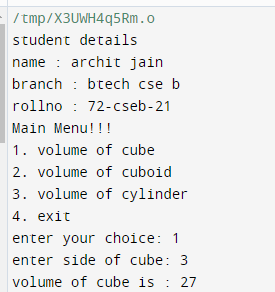 /tmp/X3UWH4q5Rm.o
student details
name : archit jain
branch : btech cse b
rollno : 72-cseb-21
Main Menu!!!
1. volume of cube
2. volume of cuboid
3. volume of cylinder
4. exit
enter your choice: 1
enter side of cube: 3
volume of cube is : 27